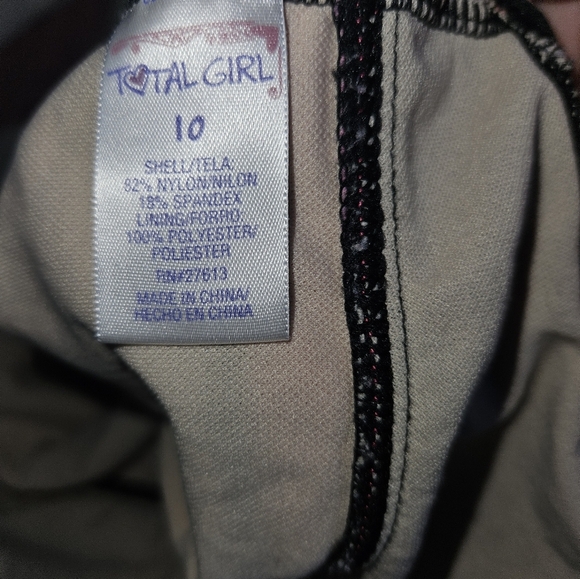 TOTAL GIRL
10
SHELL/TELA:
82% NYLON/NILON
18% SPANDEX
LINING/FORRO:
100% POLYESTER/
POLIESTER
RN#27613
MADE IN CHINA/
HECHO EN CHINA